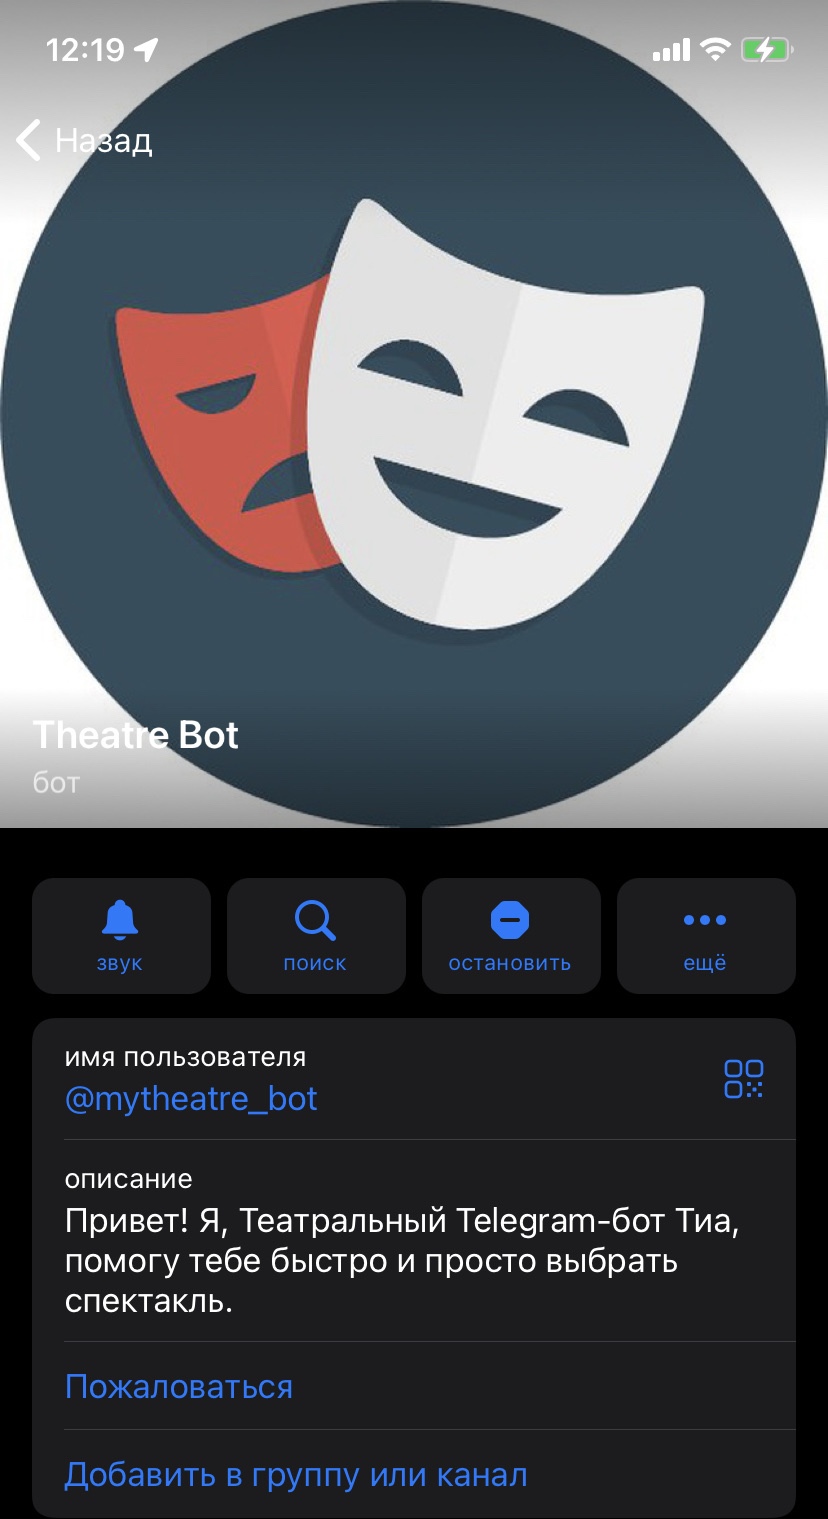 12:19
Назад
Theatre Bot
бот
звук
поиск
остановить
ещё
имя пользователя
@mytheatre_bot
описание
Привет! Я, Театральный Telegram-бот Тиа,
помогу тебе быстро и просто выбрать
спектакль.
Пожаловаться
Добавить в группу или канал